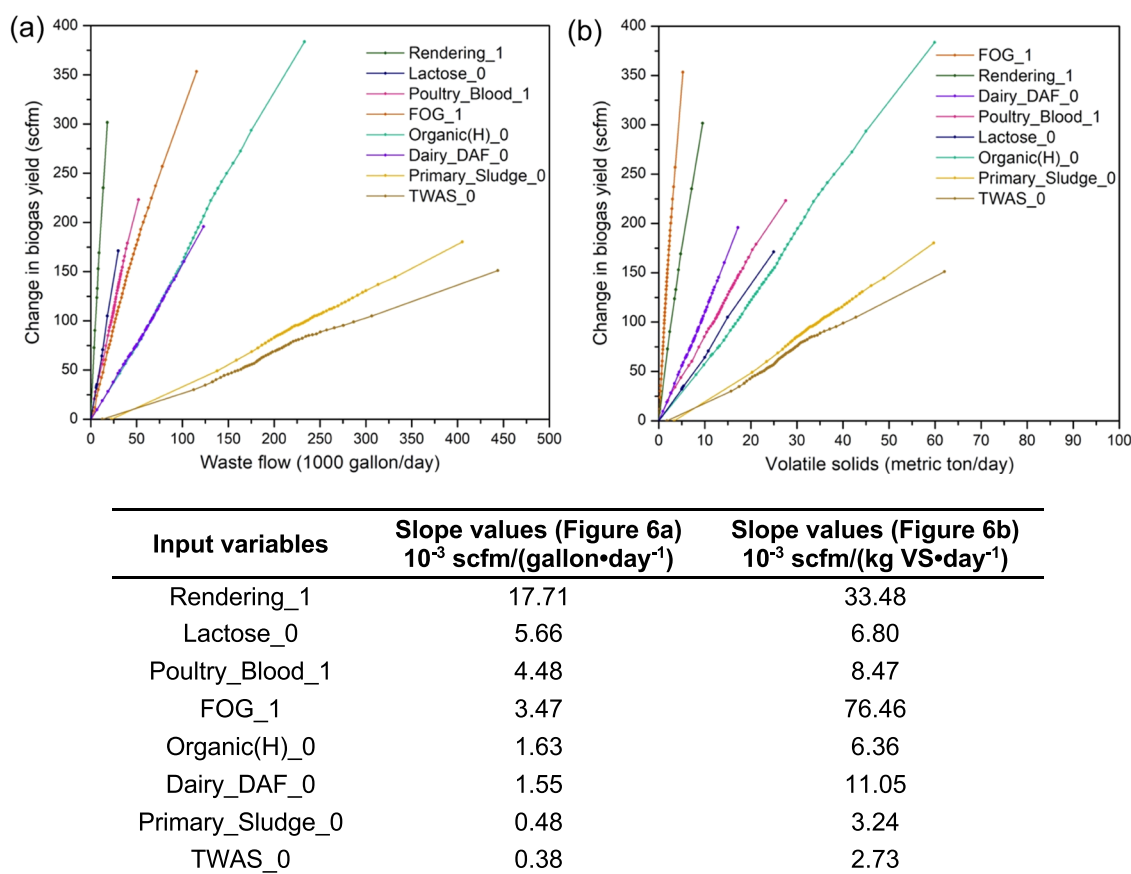 (a)
400
350
300
250
200
150
100
50
0
Change in biogas yield (scfm)
Rendering_1
Lactose_0
Poultry_Blood_1
FOG_1
Organic(H)_0
Dairy_DAF_0
Primary_Sludge_0
TWAS_0
0 50 100 150 200 250 300 350 400 450 500
Waste flow (1000 gallon/day)
(b)
400
350
300
250
200
150
100
50
0
Change in biogas yield (scfm)
FOG_1
Rendering_1
Dairy_DAF_0
Poultry_Blood_1
Lactose_0
Organic(H)_0
Primary_Sludge_0
TWAS_0
0 10 20 30 40 50 60 70 80 90 100
Volatile solids (metric ton/day)
Input variables Slope values (Figure 6a) Slope values (Figure 6b)
10⁻³ scfm/(gallon•day⁻¹) 10⁻³ scfm/(kg VS•day⁻¹)
Rendering_1 17.71 33.48
Lactose_0 5.66 6.80
Poultry_Blood_1 4.48 8.47
FOG_1 3.47 76.46
Organic(H)_0 1.63 6.36
Dairy_DAF_0 1.55 11.05
Primary_Sludge_0 0.48 3.24
TWAS_0 0.38 2.73